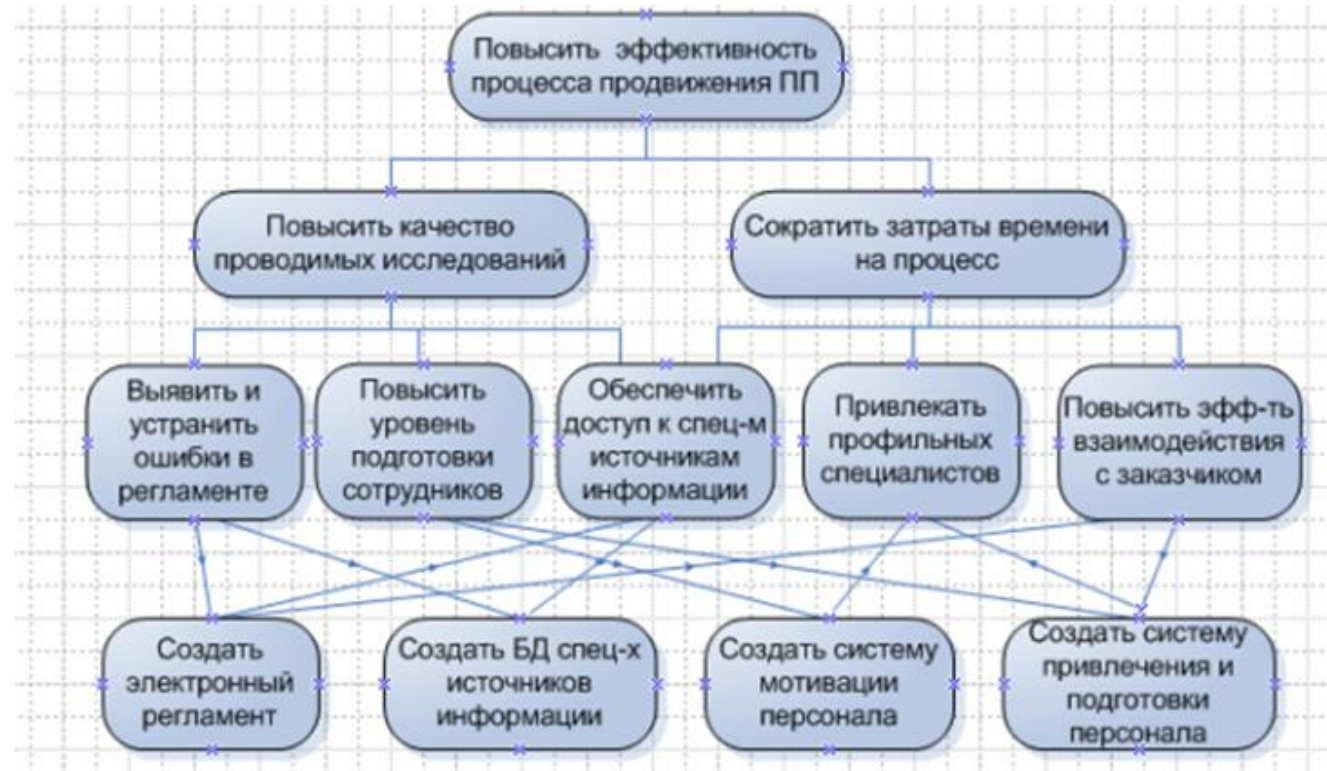 Повысить эффективность
процесса продвижения ПП
Повысить качество
проводимых исследований
Сократить затраты времени
на процесс
Выявить и
устранить
ошибки в
регламенте
Повысить
уровень
подготовки
сотрудников
Обеспечить
доступ к спец-м
источникам
информации
Привлекать
профильных
специалистов
Повысить эфф-ть
взаимодействия
с заказчиком
Создать
электронный
регламент
Создать БД спец-х
источников
информации
Создать систему
мотивации
персонала
Создать систему
привлечения и
подготовки
персонала